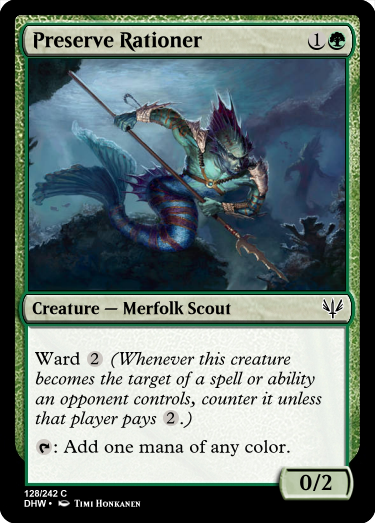 Preserve Rationer 1
Creature — Merfolk Scout
Ward 2 (Whenever this creature
becomes the target of a spell or ability
an opponent controls, counter it unless
that player pays 2.)
: Add one mana of any color.
0/2
128/242 C
DHW • Timi Honkanen